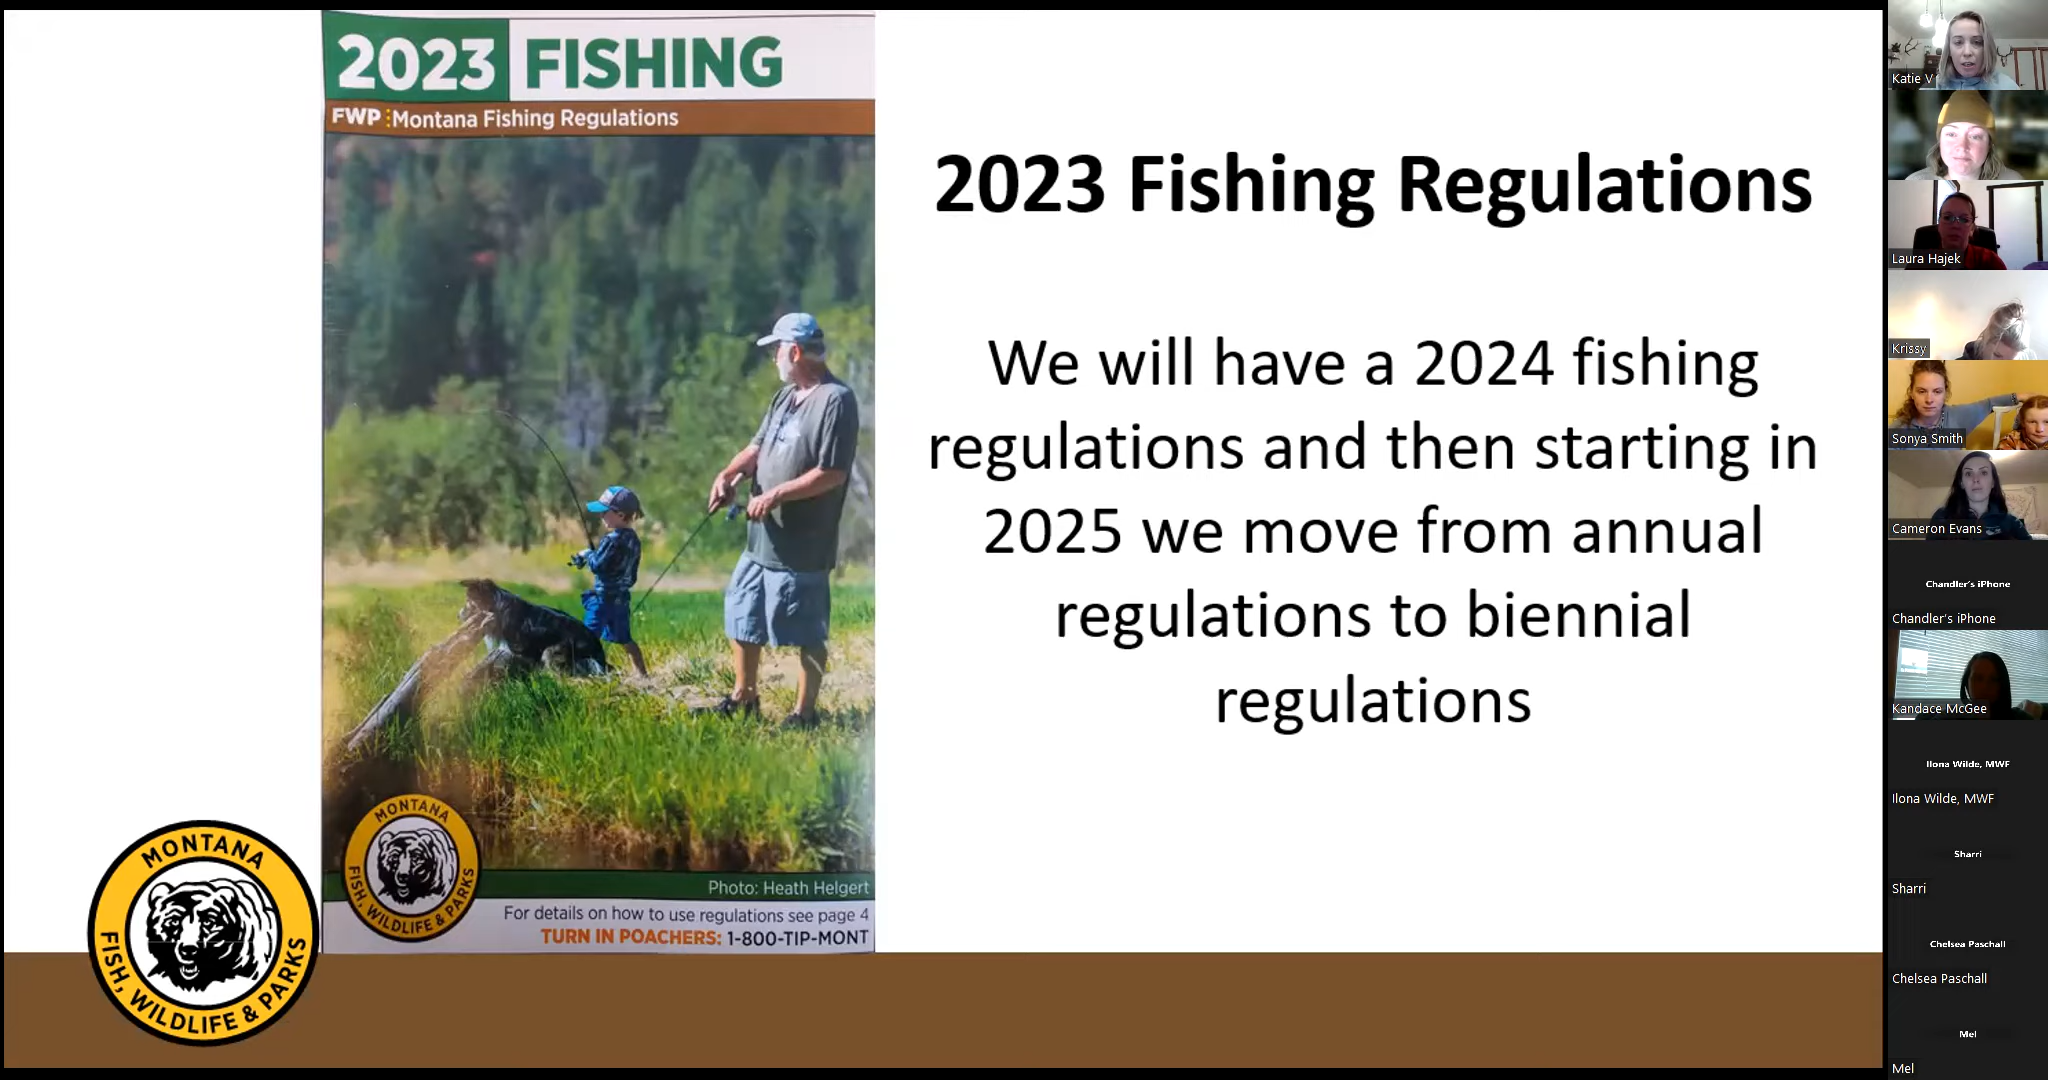 2023 FISHING
FWP Montana Fishing Regulations
MONTANA
FISH, WILDLIFE & PARKS
Photo: Heath Helgert
For details on how to use regulations see page 4
TURN IN POACHERS: 1-800-TIP-MONT
MONTANA
FISH, WILDLIFE & PARKS
2023 Fishing Regulations
We will have a 2024 fishing
regulations and then starting in
2025 we move from annual
regulations to biennial
regulations
Katie V
Laura Hajek
Krissy
Sonya Smith
Cameron Evans
Chandler's iPhone
Chandler's iPhone
Kandace McGee
Ilona Wilde, MWF
Ilona Wilde, MWF
Sharri
Sharri
Chelsea Paschall
Chelsea Paschall
Mel
Mel